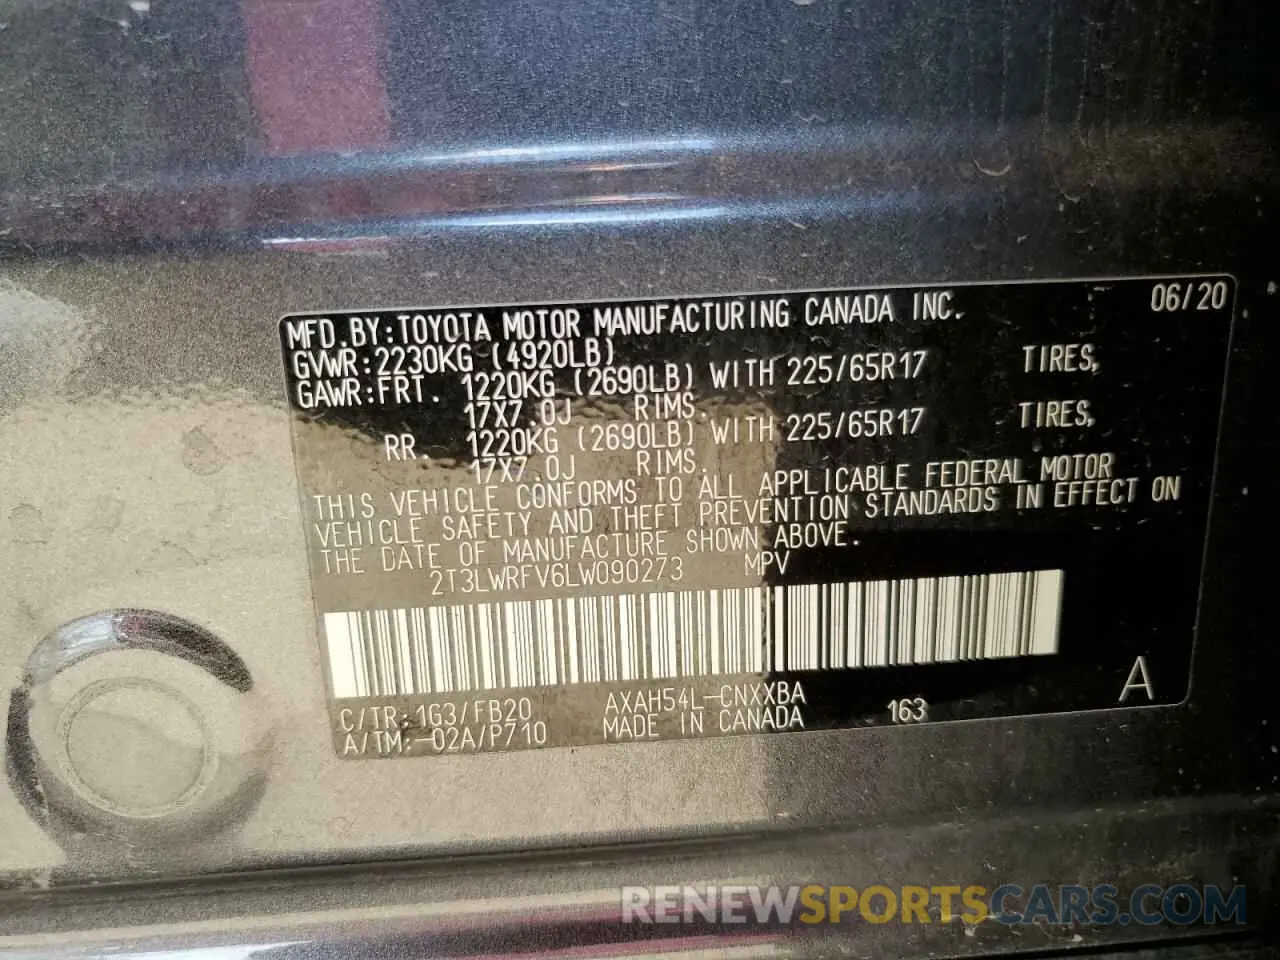 MFD.BY:TOYOTA MOTOR MANUFACTURING CANADA INC. 06/20
GVWR:2230KG (4920LB)
GAWR:FRT. 1220KG (2690LB) WITH 225/65R17 TIRES,
17X7.0J RIMS.
RR. 1220KG (2690LB) WITH 225/65R17 TIRES,
17X7.0J RIMS.
THIS VEHICLE CONFORMS TO ALL APPLICABLE FEDERAL MOTOR
VEHICLE SAFETY AND THEFT PREVENTION STANDARDS IN EFFECT ON
THE DATE OF MANUFACTURE SHOWN ABOVE.
2T3LWRFV6LW090273 MPV
C/TR:1G3/FB20 AXAH54L-CNXXBA
A/TM:-02A/P710 MADE IN CANADA 163 A
RENEWSPORTSCARS.COM